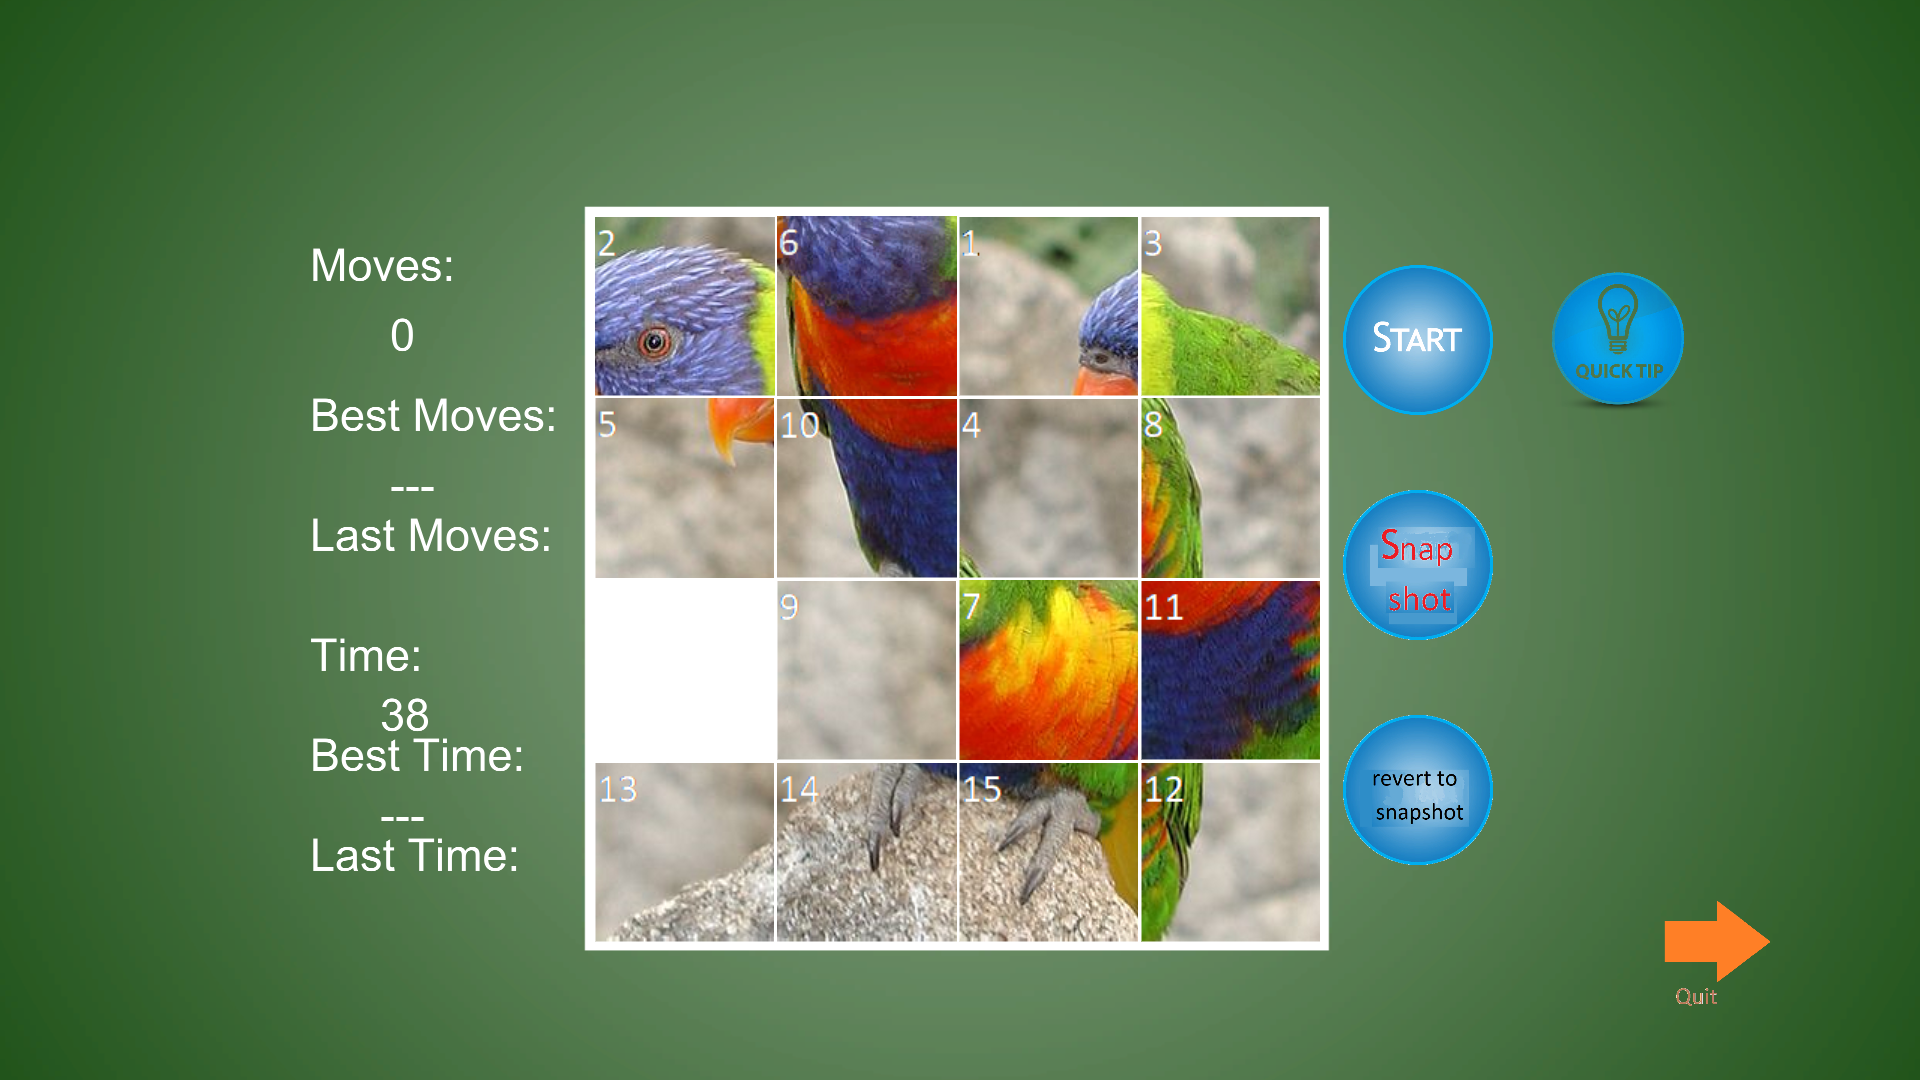 Moves:
0
Best Moves:
---
Last Moves:
Time:
38
Best Time:
---
Last Time:
2 6 1 3
5 10 4 8
9 7 11
13 14 15 12
START
QUICK TIP
Snap
shot
revert to
snapshot
Quit